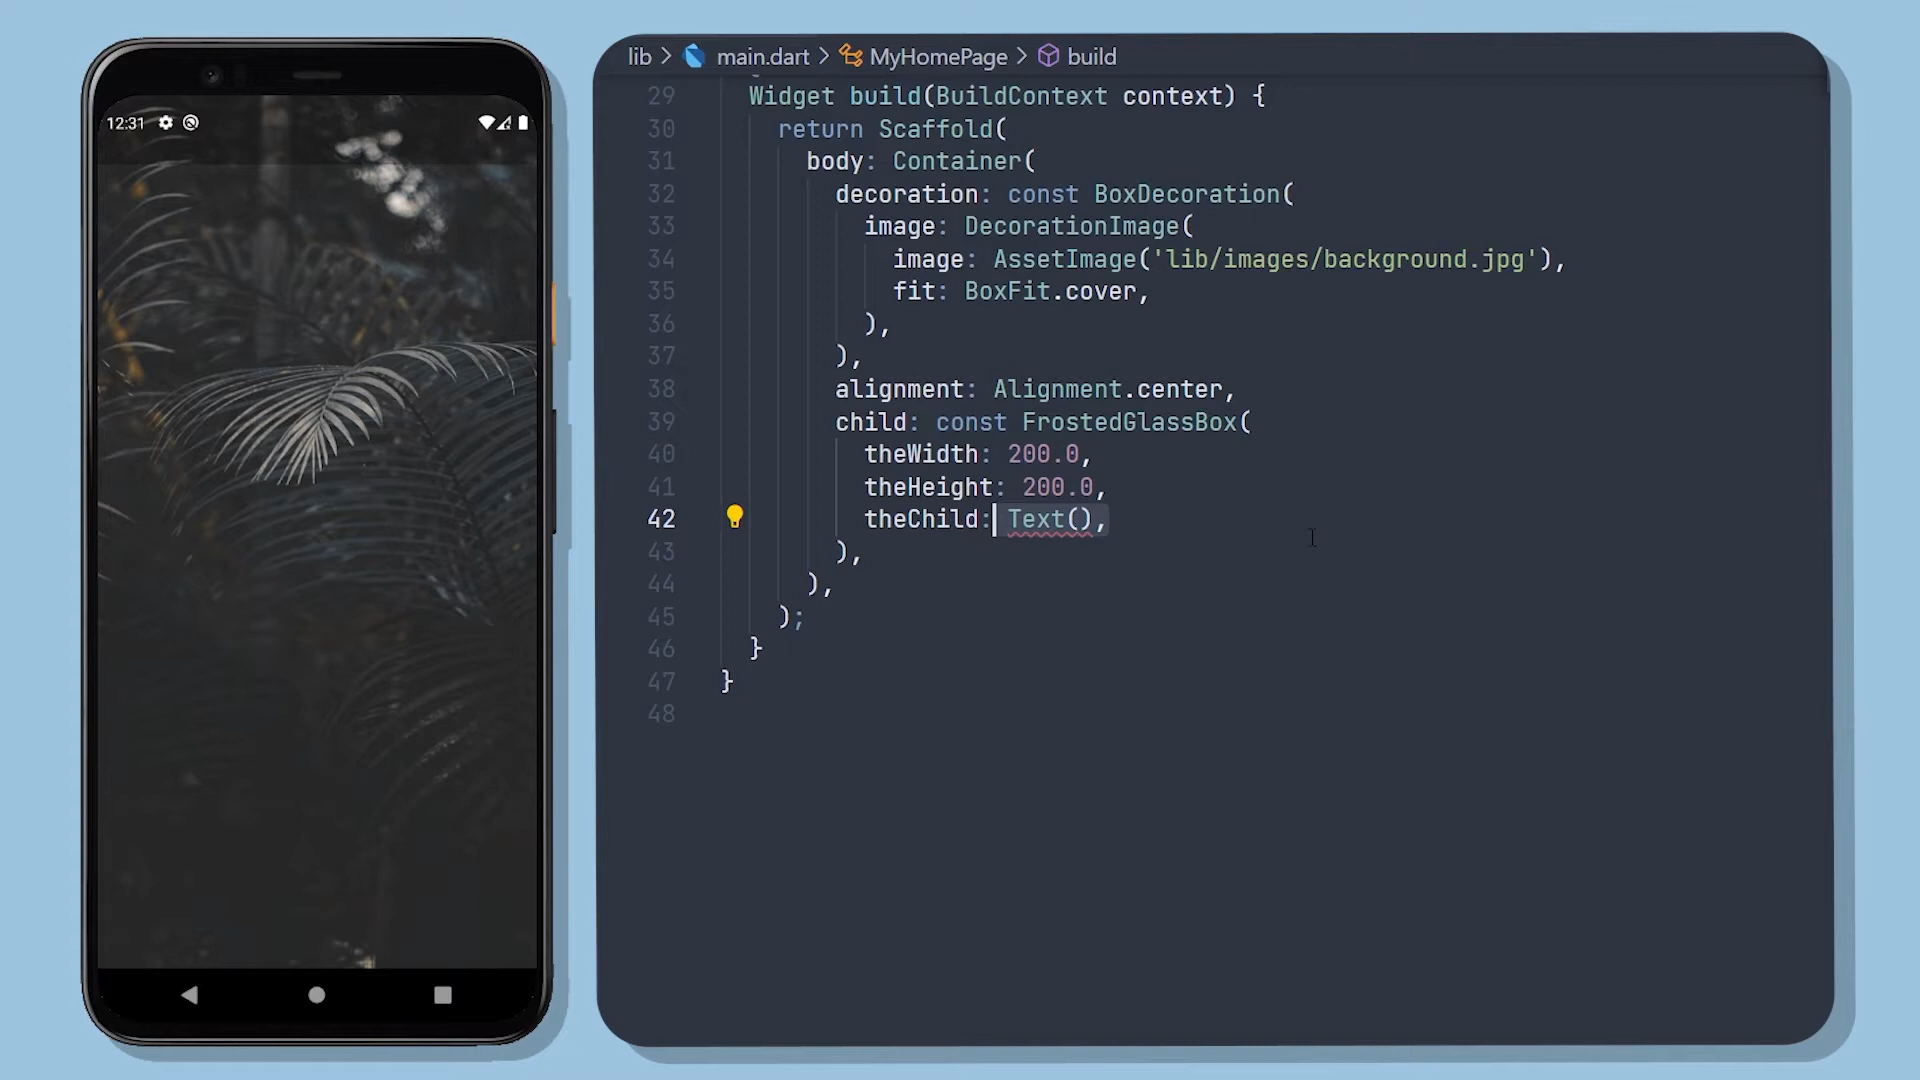 12:31
lib > main.dart > MyHomePage > build
29 Widget build(BuildContext context) {
30 return Scaffold(
31 body: Container(
32 decoration: const BoxDecoration(
33 image: DecorationImage(
34 image: AssetImage('lib/images/background.jpg'),
35 fit: BoxFit.cover,
36 ),
37 ),
38 alignment: Alignment.center,
39 child: const FrostedGlassBox(
40 theWidth: 200.0,
41 theHeight: 200.0,
42 theChild: Text(),
43 ),
44 ),
45 );
46 }
47 }
48